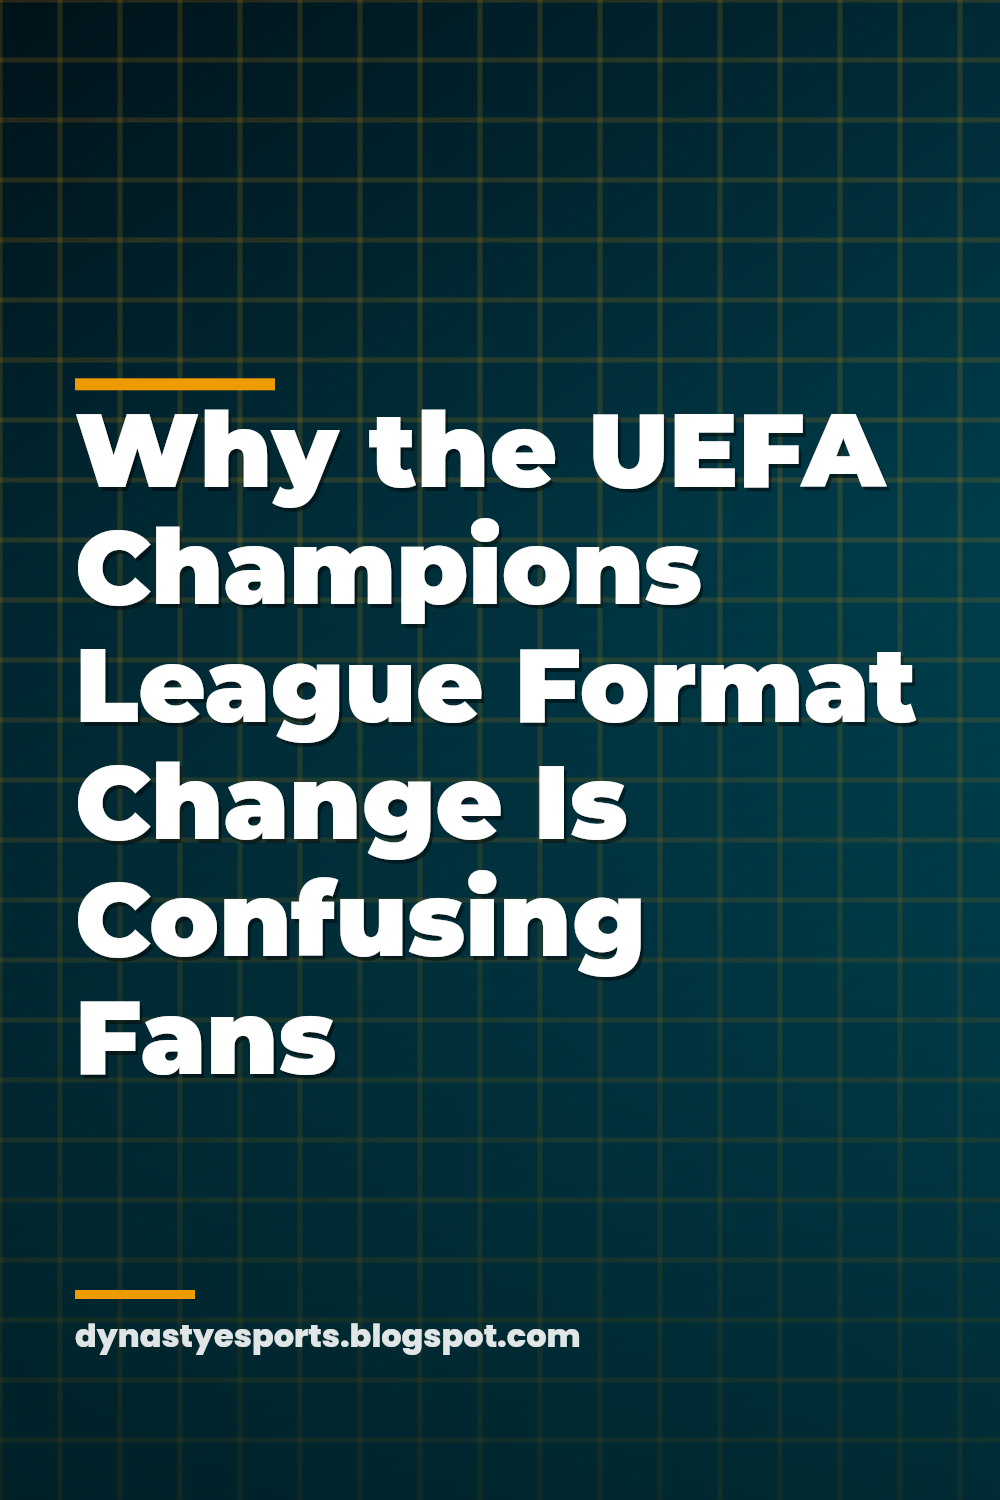 Why the UEFA
Champions
League Format
Change Is
Confusing
Fans
dynastyesports.blogspot.com